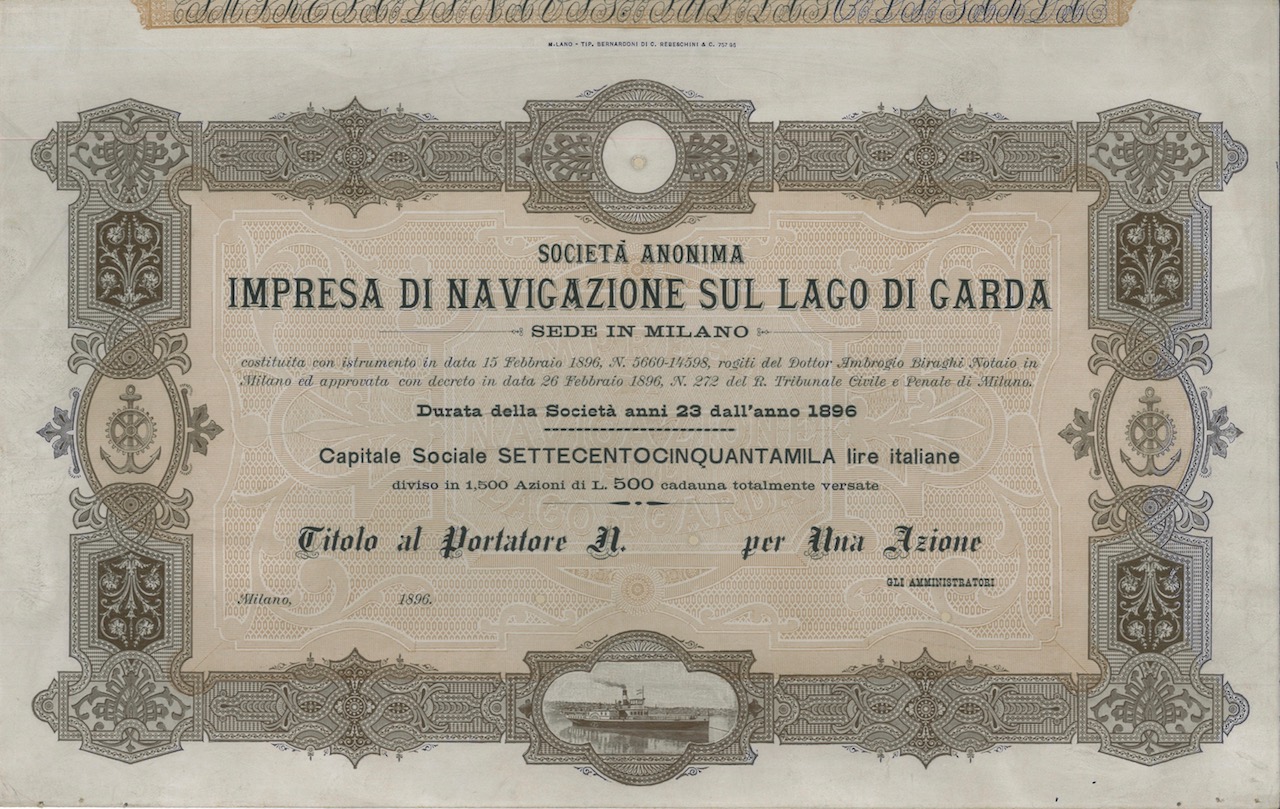 MILANO - TIP. BERNARDONI DI C. REBESCHINI & C. 757 96
SOCIETÀ ANONIMA
IMPRESA DI NAVIGAZIONE SUL LAGO DI GARDA
SEDE IN MILANO
costituita con istrumento in data 15 Febbraio 1896, N. 5660-14598, rogiti del Dottor Ambrogio Biraghi Notaio in
Milano ed approvata con decreto in data 26 Febbraio 1896, N. 272 del R. Tribunale Civile e Penale di Milano.
Durata della Società anni 23 dall'anno 1896
Capitale Sociale SETTECENTOCINQUANTAMILA lire italiane
diviso in 1,500 Azioni di L. 500 cadauna totalmente versate
Titolo al Portatore N. per Una Azione
GLI AMMINISTRATORI
Milano, 1896.